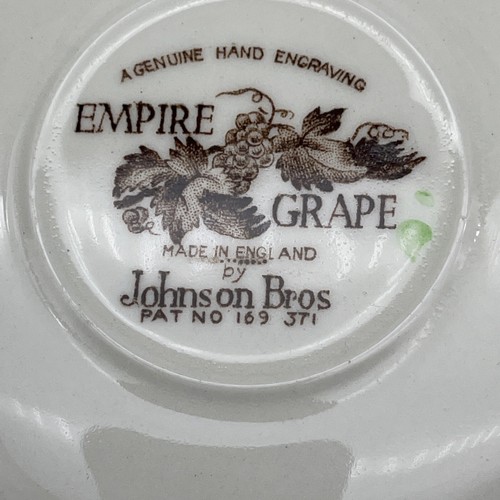 A GENUINE HAND ENGRAVING
EMPIRE
GRAPE
MADE IN ENGLAND
by
Johnson Bros
PAT NO 169 371